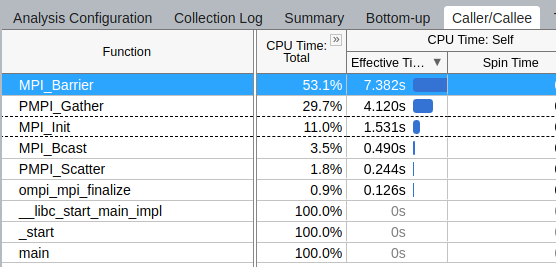 Analysis Configuration Collection Log Summary Bottom-up Caller/Callee
Function CPU Time: Total » CPU Time: Self
Effective Ti... ▼ Spin Time
MPI_Barrier 53.1% 7.382s
PMPI_Gather 29.7% 4.120s
MPI_Init 11.0% 1.531s
MPI_Bcast 3.5% 0.490s
PMPI_Scatter 1.8% 0.244s
ompi_mpi_finalize 0.9% 0.126s
__libc_start_main_impl 100.0% 0s
_start 100.0% 0s
main 100.0% 0s